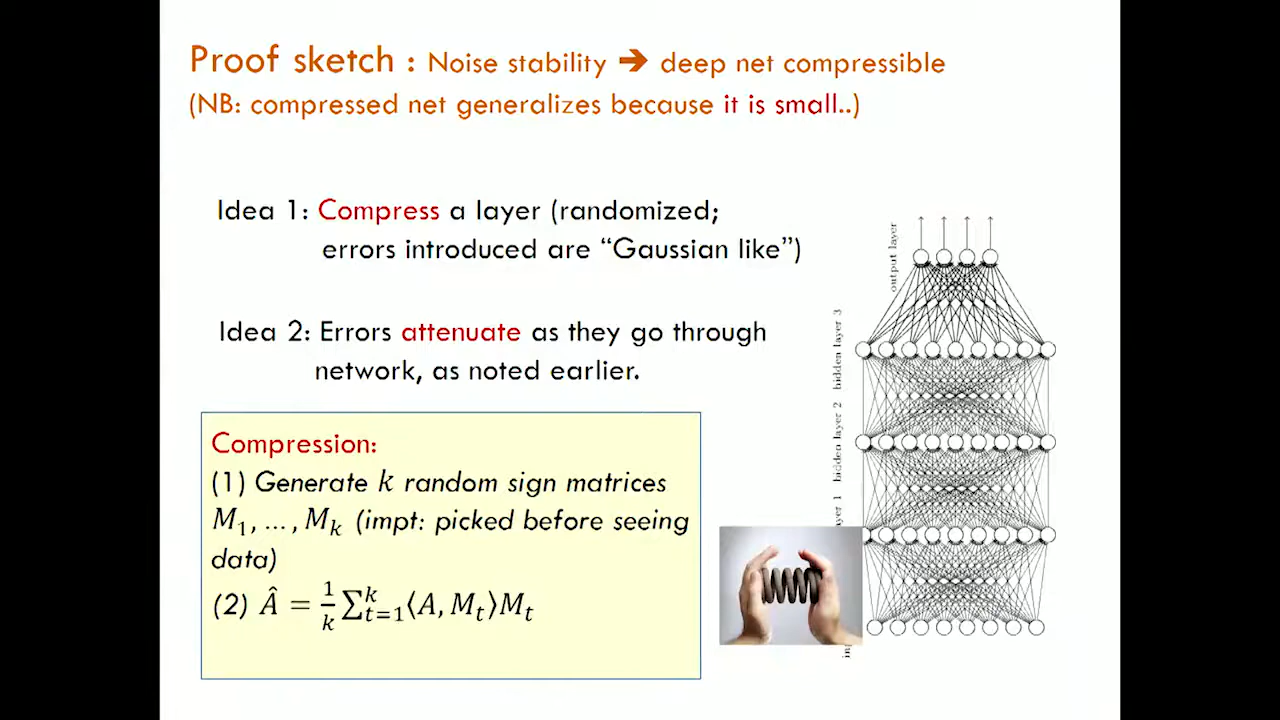 Proof sketch : Noise stability ➔ deep net compressible
(NB: compressed net generalizes because it is small..)
Idea 1: Compress a layer (randomized;
errors introduced are “Gaussian like”)
Idea 2: Errors attenuate as they go through
network, as noted earlier.
Compression:
(1) Generate k random sign matrices
M₁, … , Mₖ (impt: picked before seeing
data)
(2) Â = 1/k ∑ₜ₌₁ᵏ⟨A, Mₜ⟩Mₜ
output layer
hidden layer 3
hidden layer 2